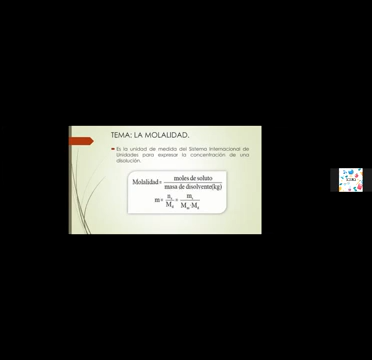 TEMA: LA MOLALIDAD.
Es la unidad de medida del Sistema Internacional de
Unidades para expresar la concentración de una
disolución.
Molalidad = moles de soluto / masa de disolvente(kg)